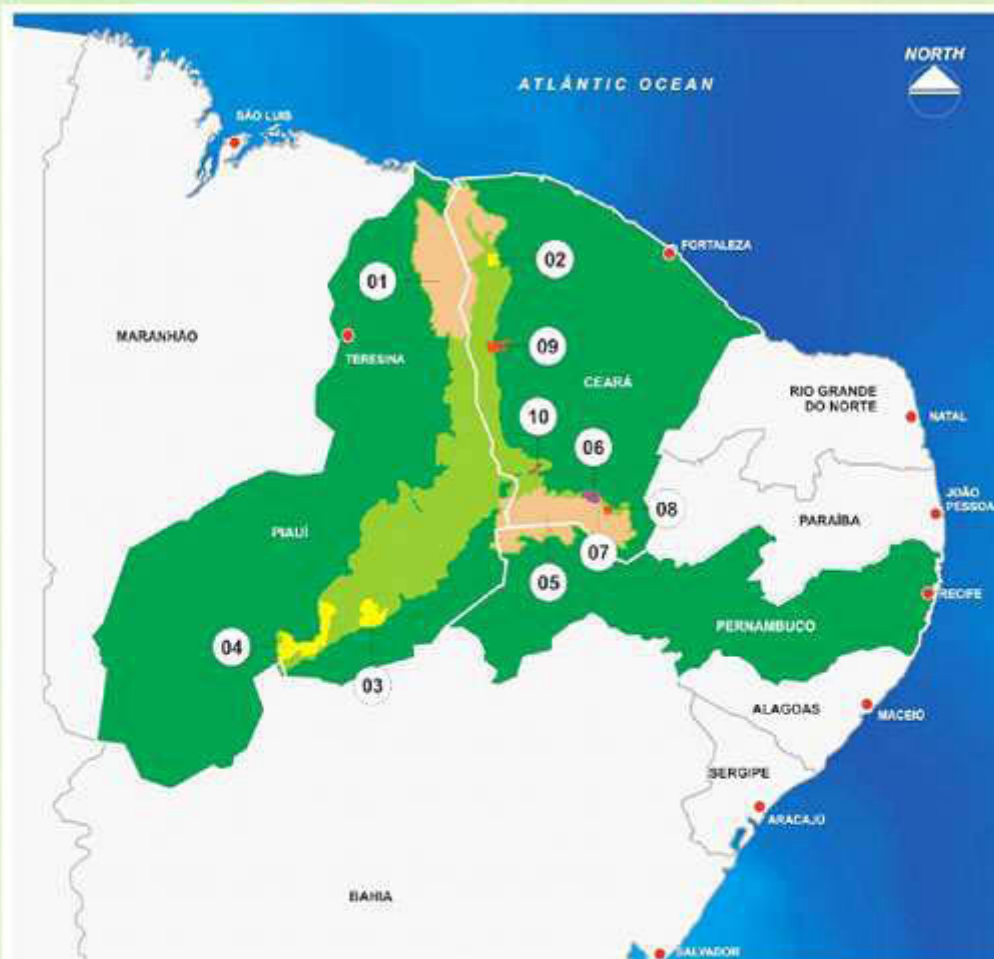 NORTH
ATLÂNTIC OCEAN
SÃO LUIS
FORTALEZA
02
01
MARANHÃO
TERESINA
09
CEARÁ
RIO GRANDE
DO NORTE
NATAL
10
06
JOÃO
PESSOA
08
PARAÍBA
PIAUÍ
07
05
RECIFE
PERNAMBUCO
04
03
ALAGOAS
MACEIÓ
SERGIPE
ARACAJÚ
BAHIA
SALVADOR